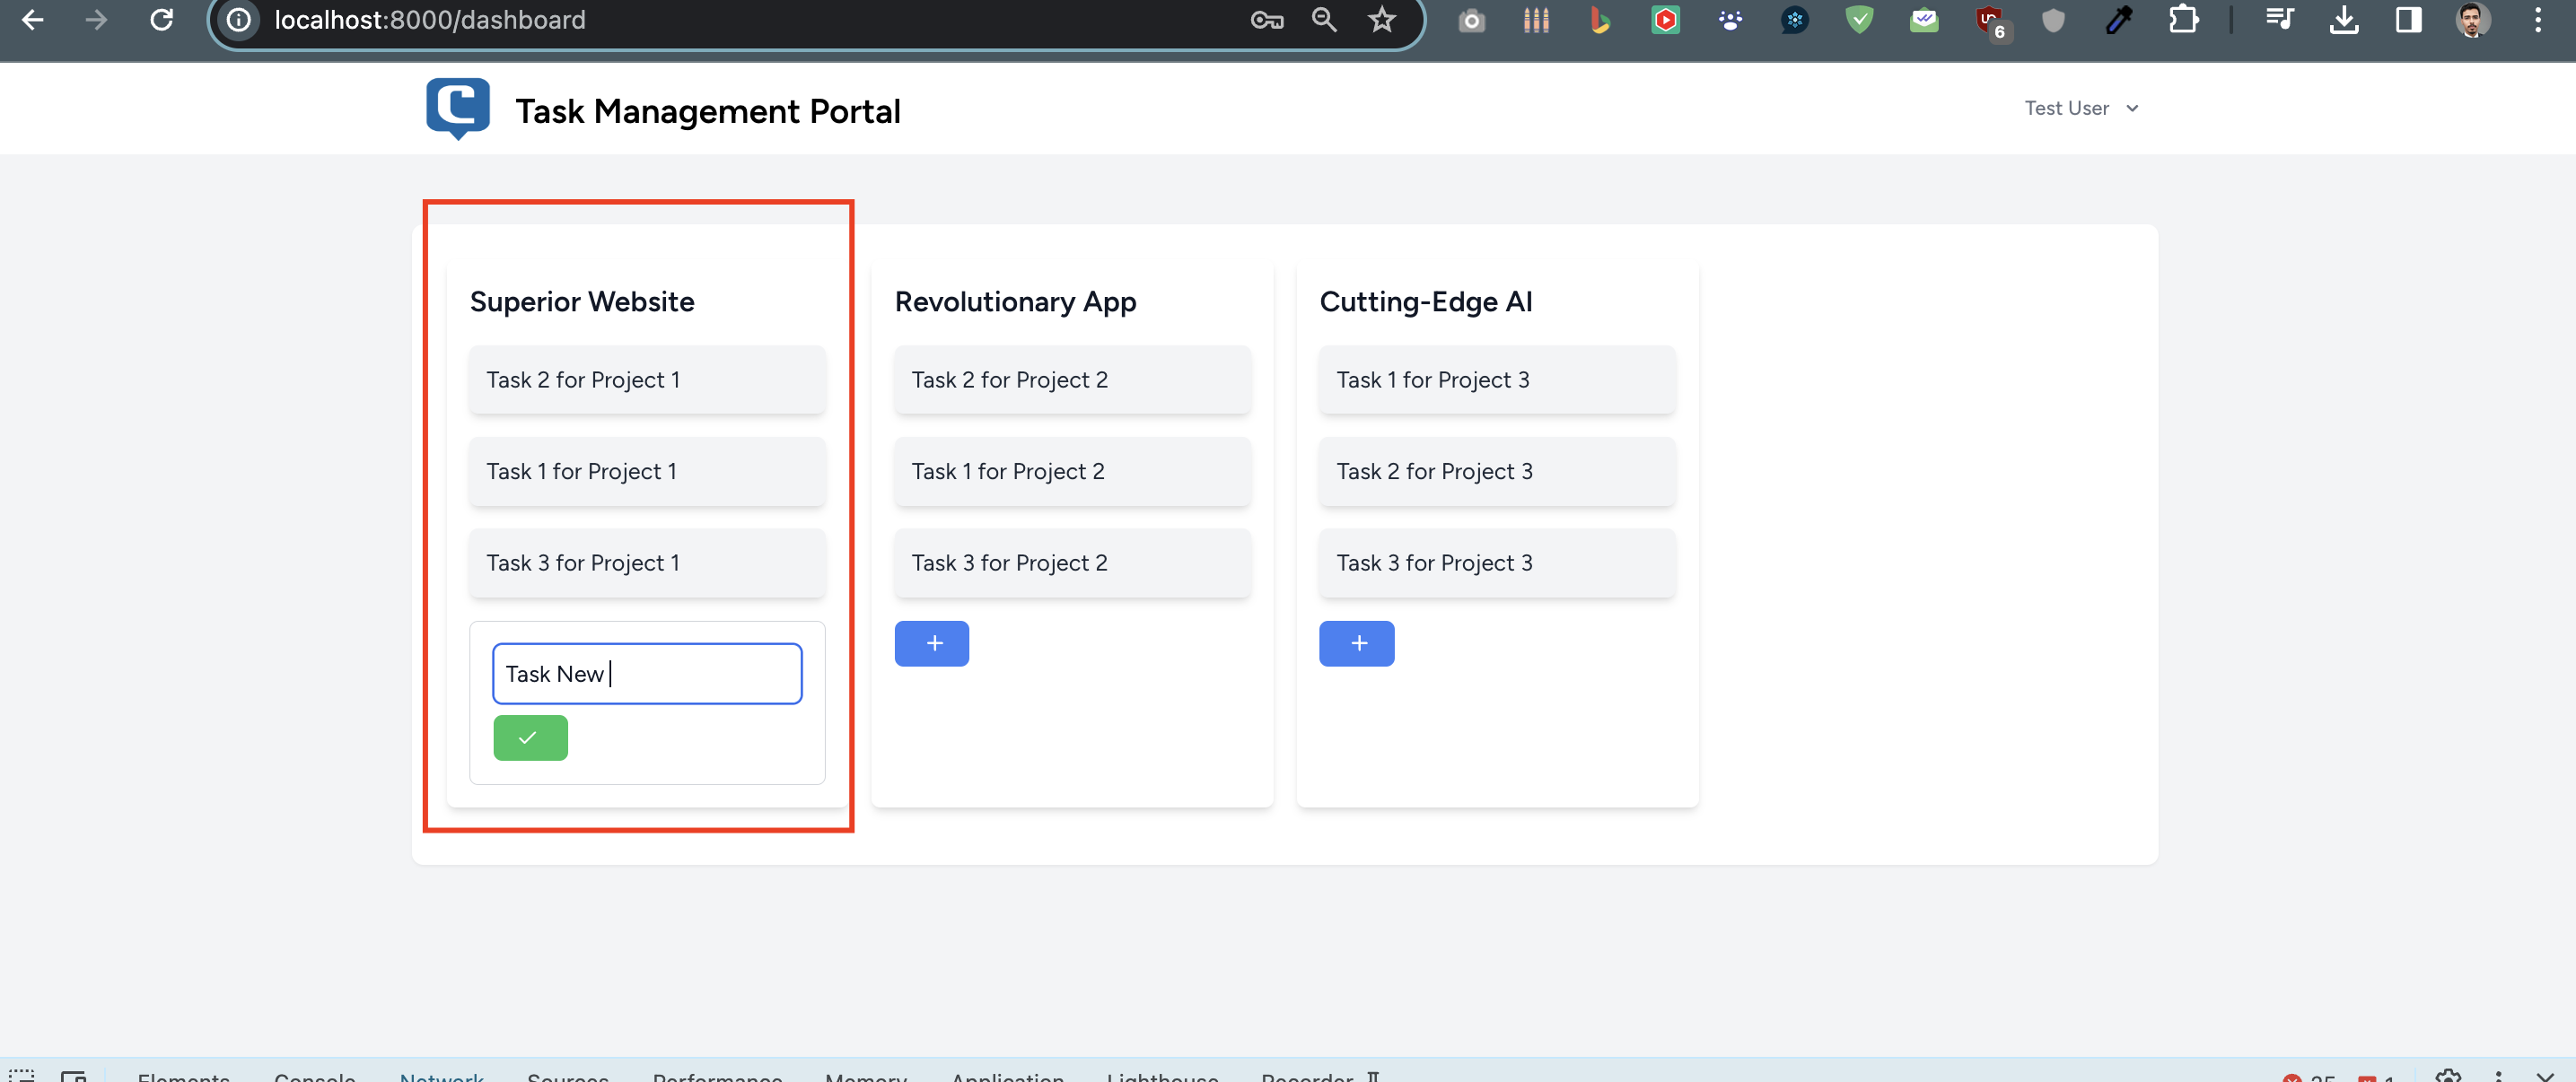 localhost:8000/dashboard
6
C Task Management Portal
Test User
Superior Website
Task 2 for Project 1
Task 1 for Project 1
Task 3 for Project 1
Task New
Revolutionary App
Task 2 for Project 2
Task 1 for Project 2
Task 3 for Project 2
+
Cutting-Edge AI
Task 1 for Project 3
Task 2 for Project 3
Task 3 for Project 3
+
Elements Console Network Sources Performance Memory Application Lighthouse Recorder